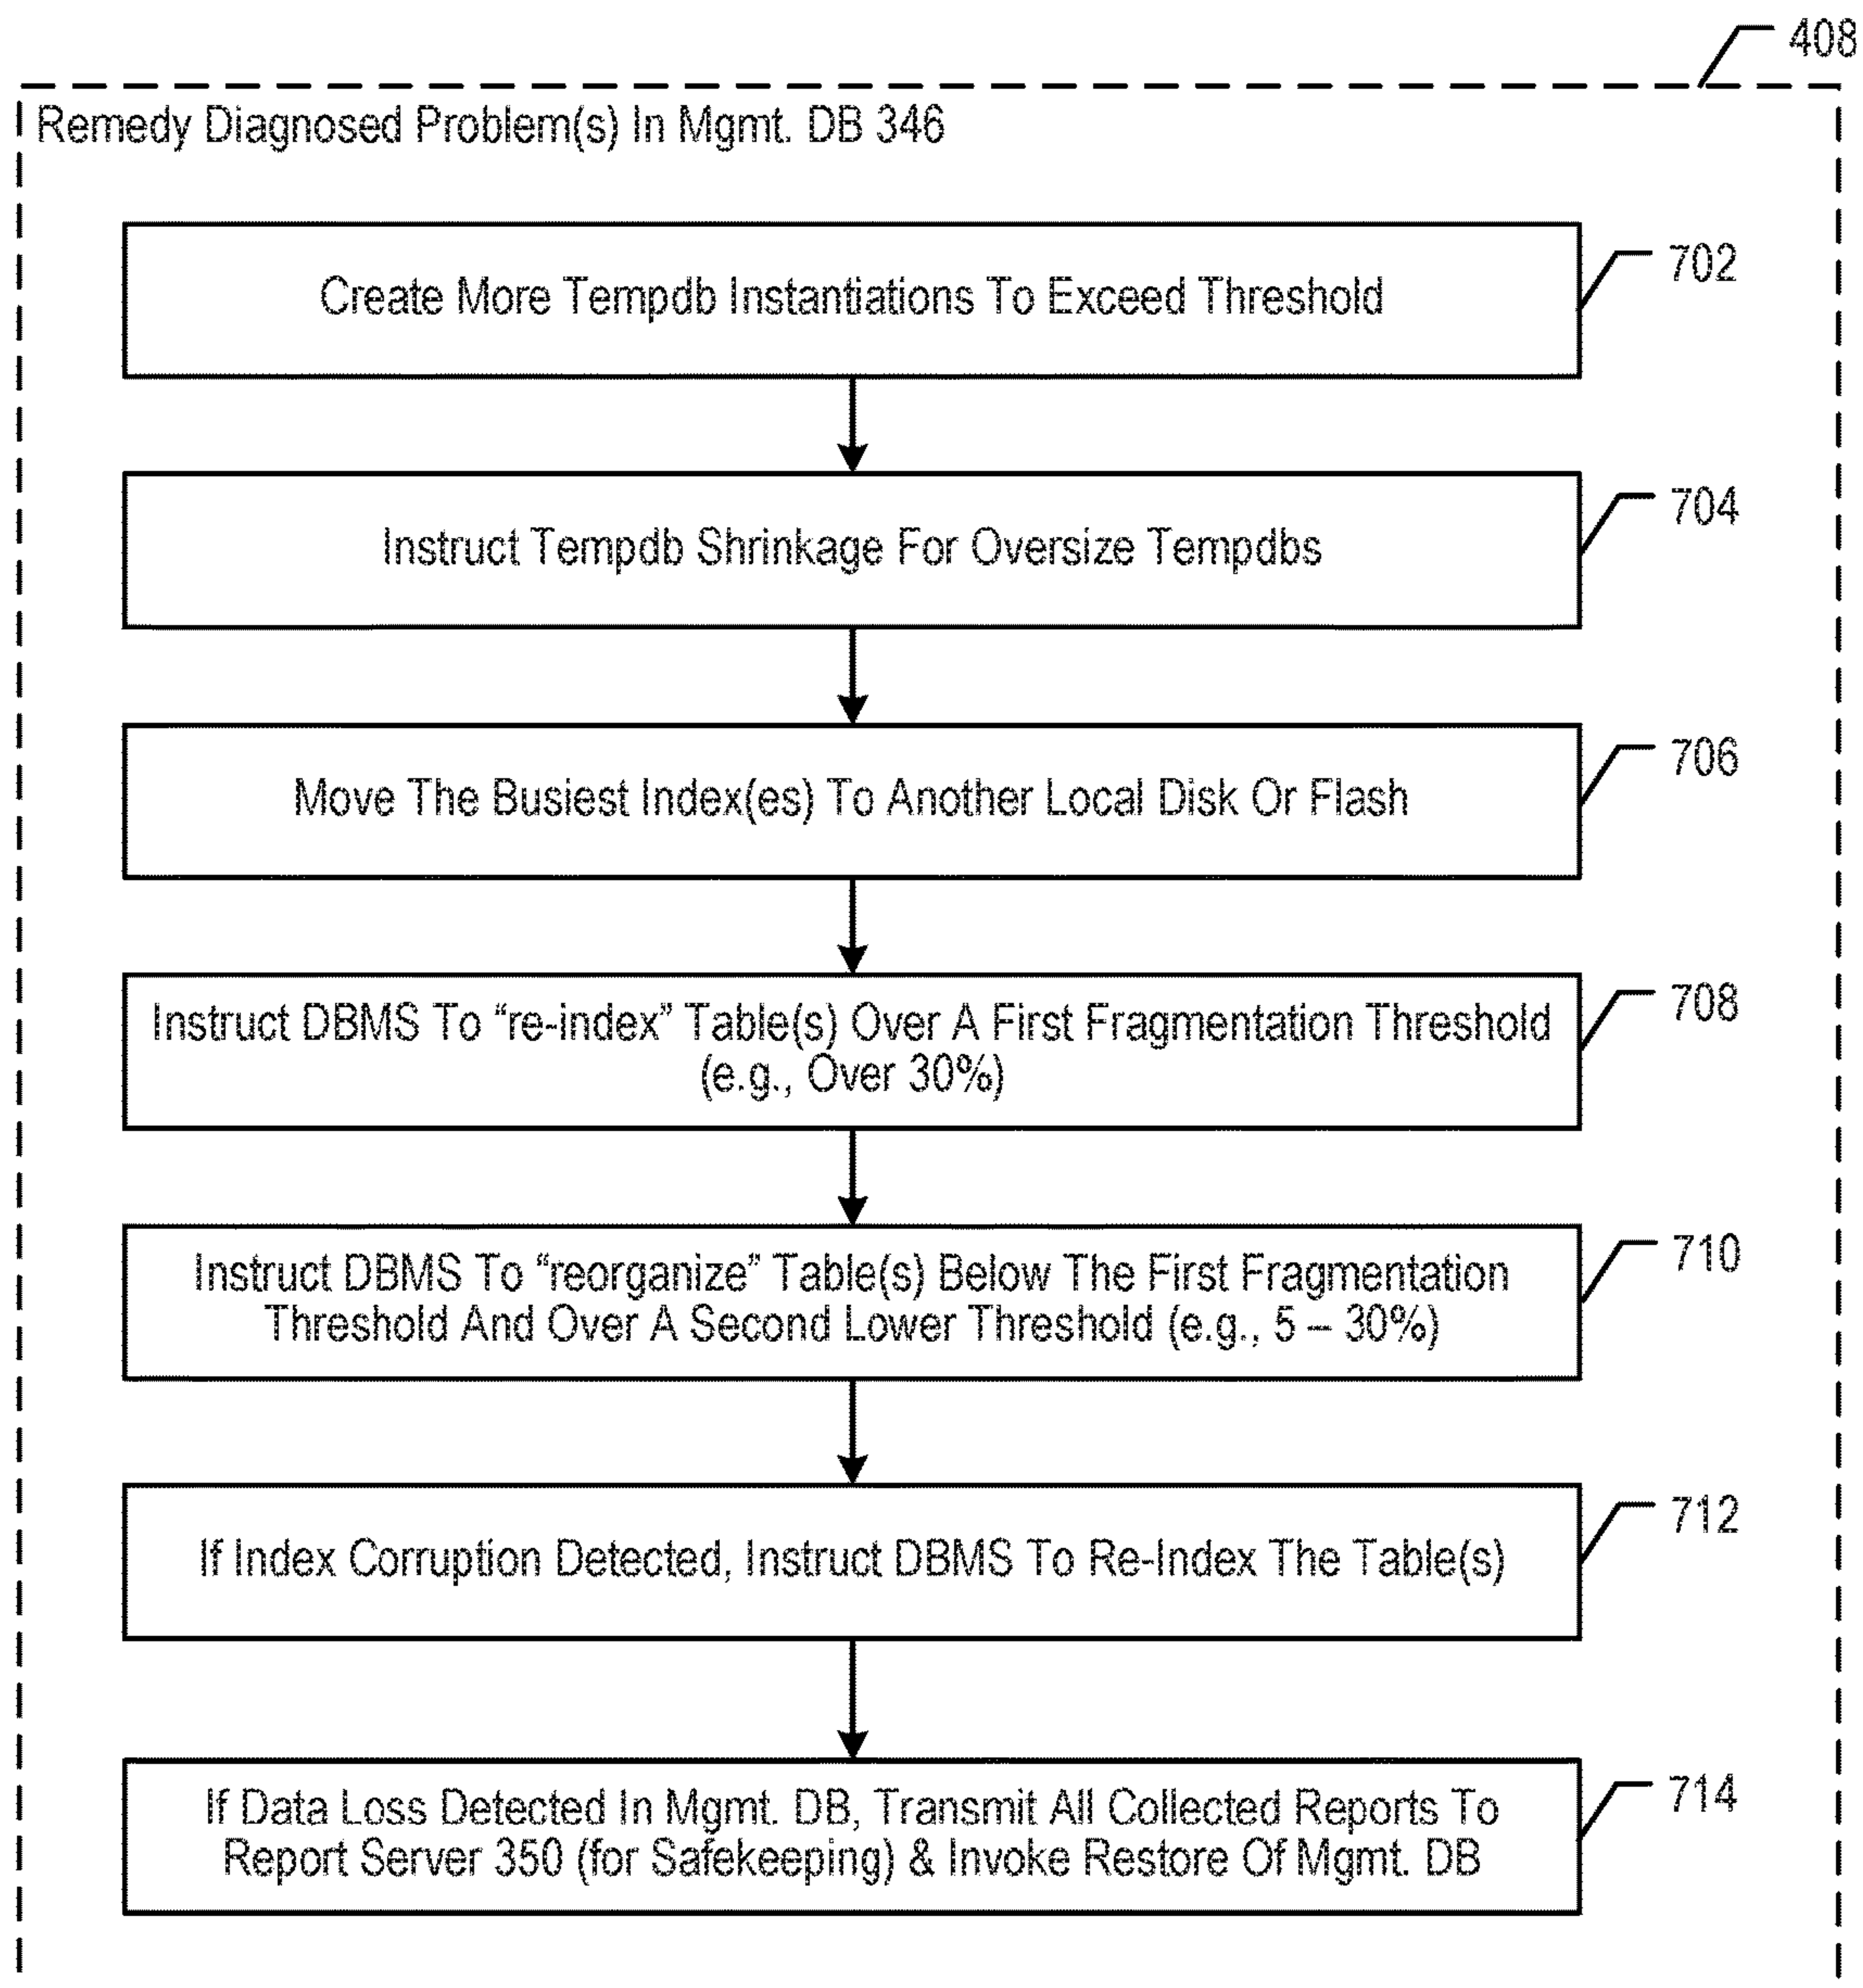 408
Remedy Diagnosed Problem(s) In Mgmt. DB 346
Create More Tempdb Instantiations To Exceed Threshold
702
Instruct Tempdb Shrinkage For Oversize Tempdbs
704
Move The Busiest Index(es) To Another Local Disk Or Flash
706
Instruct DBMS To “re-index” Table(s) Over A First Fragmentation Threshold
(e.g., Over 30%)
708
Instruct DBMS To “reorganize” Table(s) Below The First Fragmentation
Threshold And Over A Second Lower Threshold (e.g., 5 – 30%)
710
If Index Corruption Detected, Instruct DBMS To Re-Index The Table(s)
712
If Data Loss Detected In Mgmt. DB, Transmit All Collected Reports To
Report Server 350 (for Safekeeping) & Invoke Restore Of Mgmt. DB
714